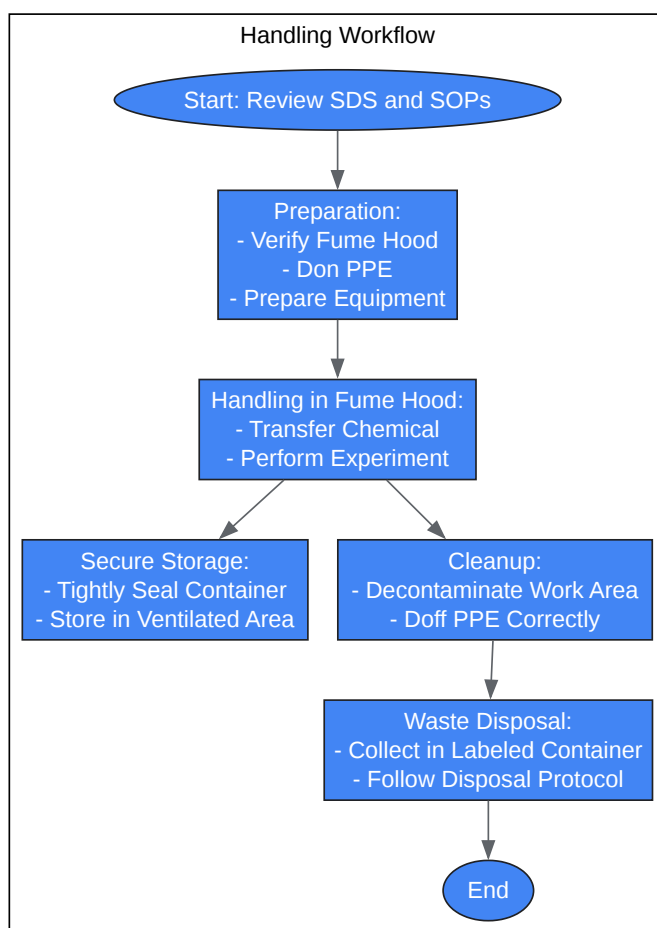 Handling Workflow
Start: Review SDS and SOPs
Preparation:
- Verify Fume Hood
- Don PPE
- Prepare Equipment
Handling in Fume Hood:
- Transfer Chemical
- Perform Experiment
Secure Storage:
- Tightly Seal Container
- Store in Ventilated Area
Cleanup:
- Decontaminate Work Area
- Doff PPE Correctly
Waste Disposal:
- Collect in Labeled Container
- Follow Disposal Protocol
End